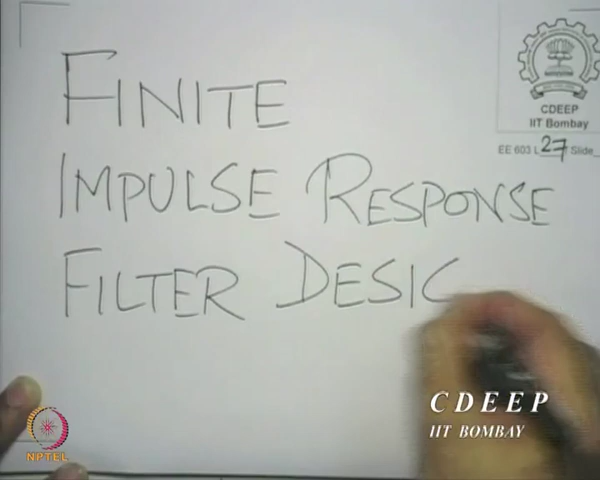 FINITE
IMPULSE RESPONSE
FILTER DESIG
CDEEP
IIT Bombay
EE 603 L 27 Slide
CDEEP
IIT BOMBAY
NPTEL